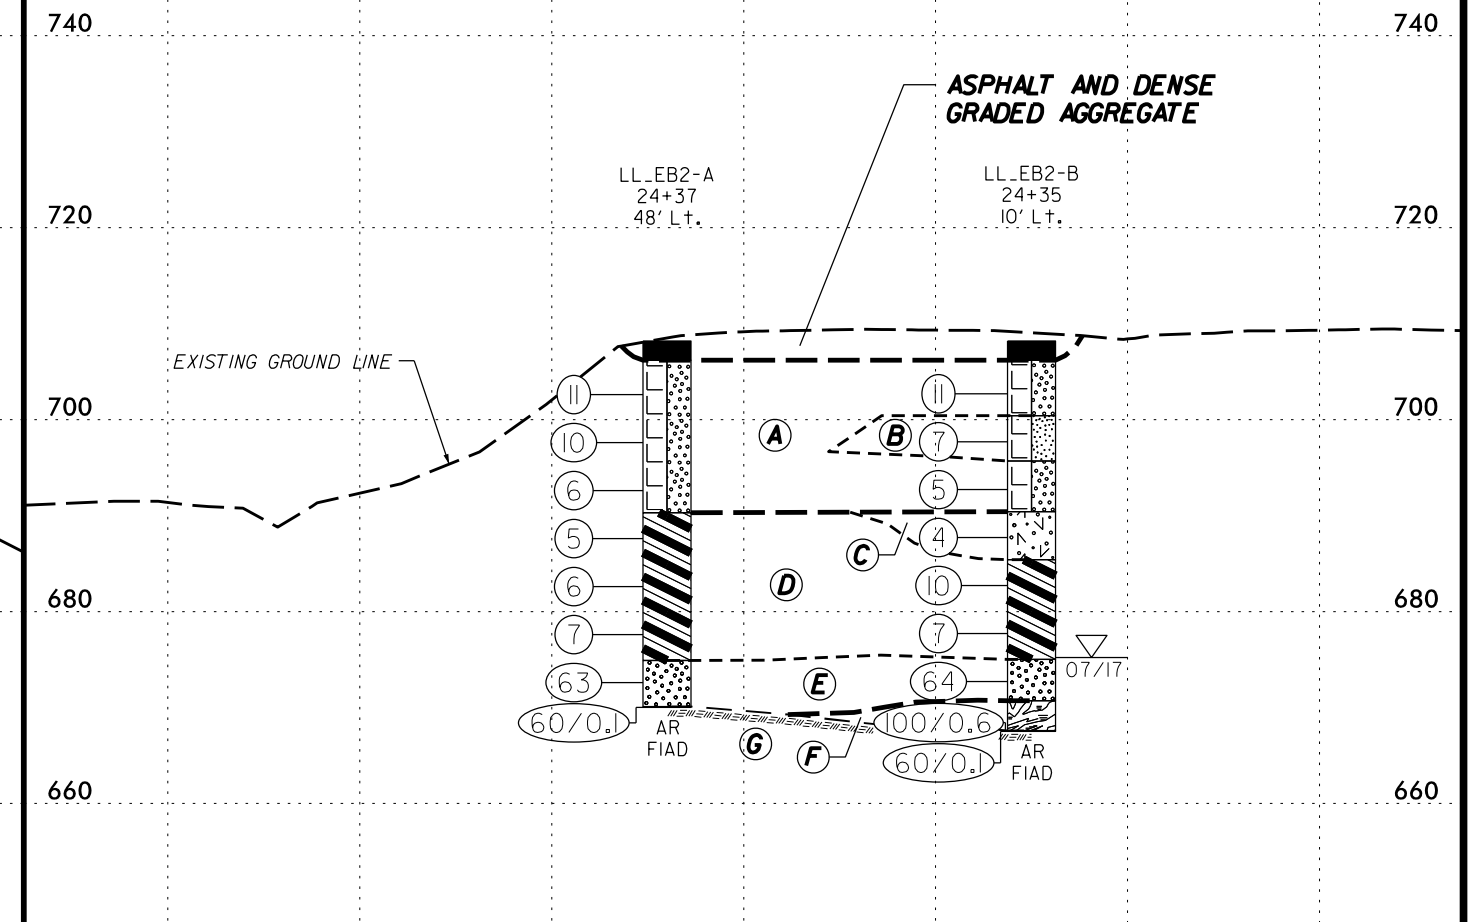 740
740
ASPHALT AND DENSE
GRADED AGGREGATE
LL_EB2-A
24+37
48' Lt.
LL_EB2-B
24+35
10' Lt.
720
720
EXISTING GROUND LINE
11
11
700
700
A
B
10
7
6
5
5
4
C
D
6
10
680
680
7
7
07/17
63
E
64
60/0.1
100/0.6
AR
FIAD
G
F
60/0.1
AR
FIAD
660
660